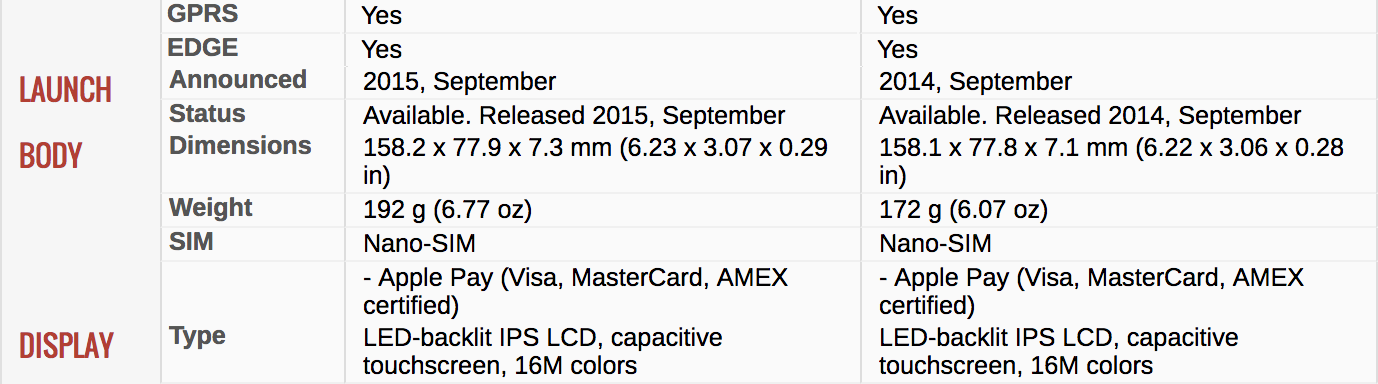 GPRS Yes Yes
EDGE Yes Yes
LAUNCH Announced 2015, September 2014, September
Status Available. Released 2015, September Available. Released 2014, September
BODY Dimensions 158.2 x 77.9 x 7.3 mm (6.23 x 3.07 x 0.29 158.1 x 77.8 x 7.1 mm (6.22 x 3.06 x 0.28
in) in)
Weight 192 g (6.77 oz) 172 g (6.07 oz)
SIM Nano-SIM Nano-SIM
- Apple Pay (Visa, MasterCard, AMEX - Apple Pay (Visa, MasterCard, AMEX
certified) certified)
DISPLAY Type LED-backlit IPS LCD, capacitive LED-backlit IPS LCD, capacitive
touchscreen, 16M colors touchscreen, 16M colors